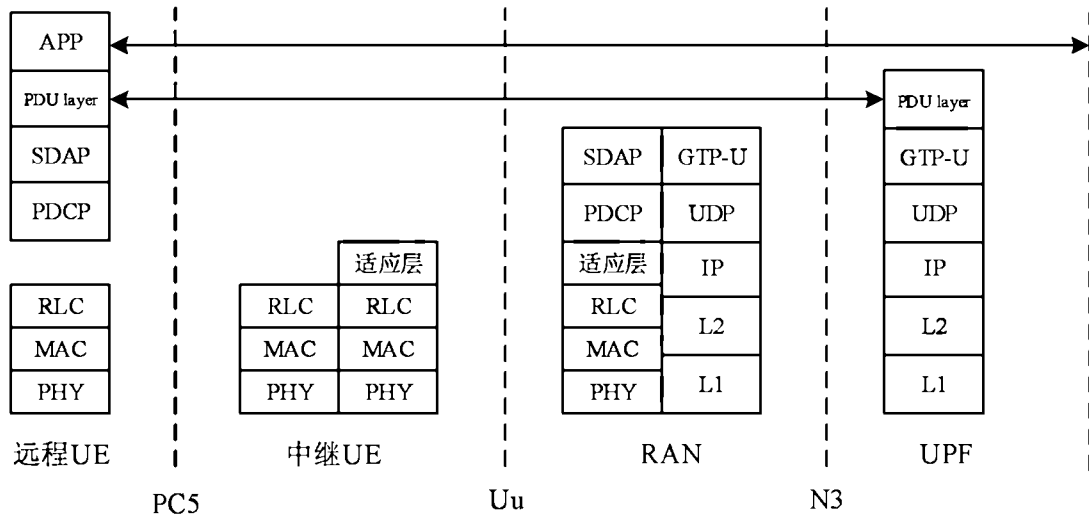 APP
PDU layer
PDU layer
SDAP
SDAP
GTP-U
GTP-U
PDCP
PDCP
UDP
UDP
适应层
适应层
IP
IP
RLC
RLC
RLC
RLC
L2
L2
MAC
MAC
MAC
MAC
PHY
PHY
PHY
PHY
L1
L1
远程UE
中继UE
RAN
UPF
PC5
Uu
N3